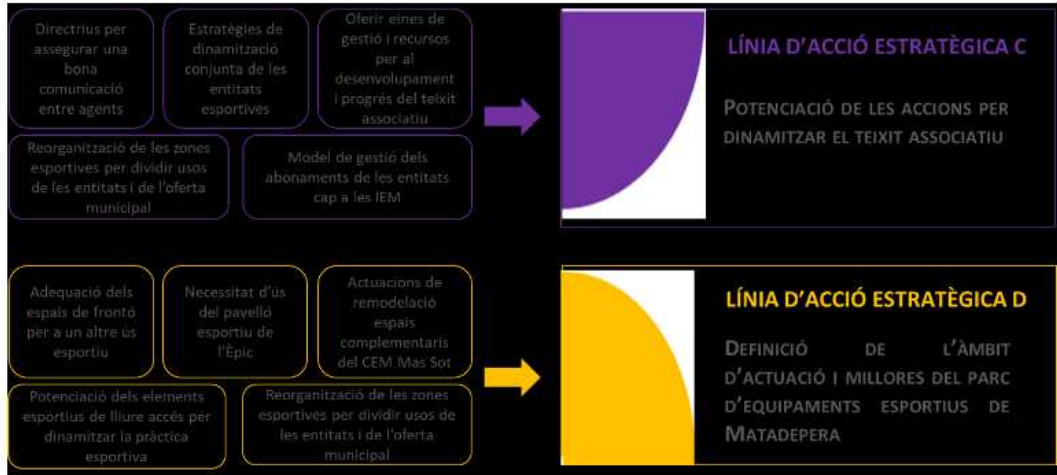 Directrius per
assegurar una
bona
comunicació
entre agents
Estratègies de
dinamització
conjunta de les
entitats
esportives
Oferir eines de
gestió i recursos
per al
desenvolupament
i progrés del teixit
associatiu
Reorganització de les zones
esportives per dividir usos
de les entitats i de l'oferta
municipal
Model de gestió dels
abonaments de les entitats
cap a les IEM
LÍNIA D'ACCIÓ ESTRATÈGICA C
POTENCIACIÓ DE LES ACCIONS PER
DINAMITZAR EL TEIXIT ASSOCIATIU
Adequació dels
espais de frontó
per a un altre ús
esportiu
Necessitat d'ús
del pavelló
esportiu de
l'Èpic
Actuacions de
remodelació
espais
complementaris
del CEM Mas Sot
Potenciació dels elements
esportius de lliure accés per
dinamitzar la pràctica
esportiva
Reorganització de les zones
esportives per dividir usos de
les entitats i de l'oferta
municipal
LÍNIA D'ACCIÓ ESTRATÈGICA D
DEFINICIÓ DE L'ÀMBIT
D'ACTUACIÓ I MILLORES DEL PARC
D'EQUIPAMENTS ESPORTIUS DE
MATADEPERA